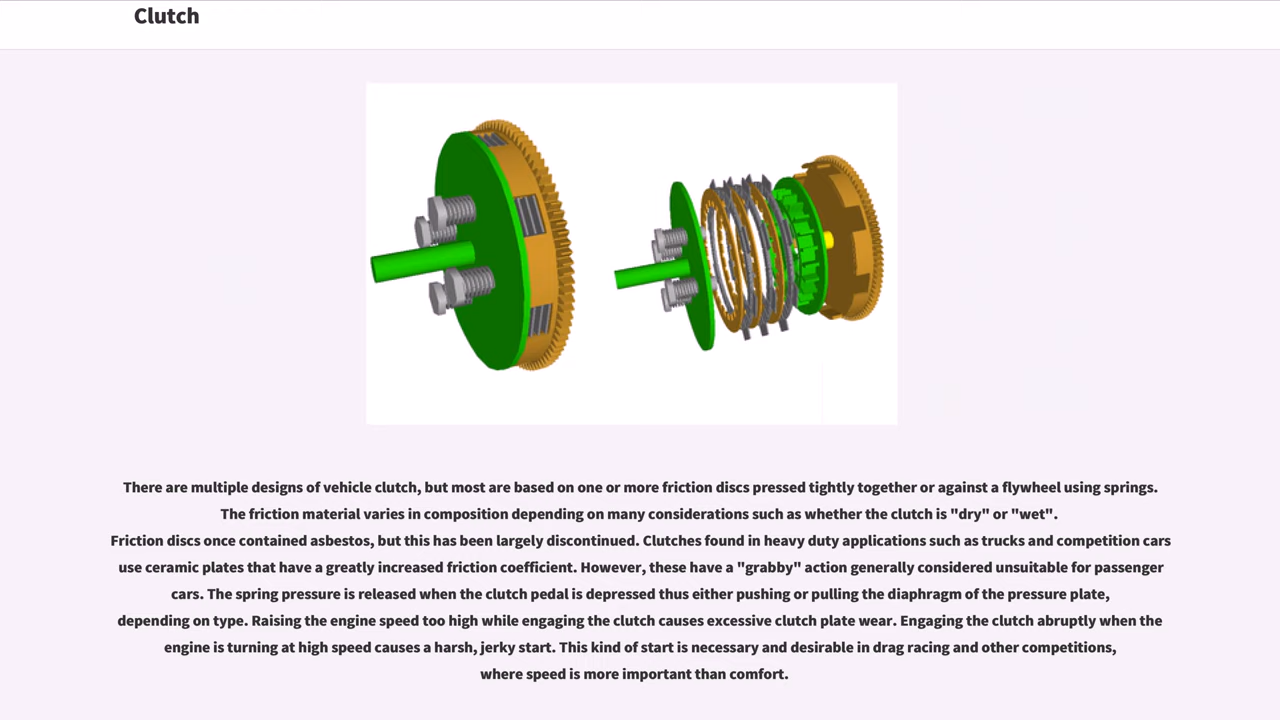 Clutch
There are multiple designs of vehicle clutch, but most are based on one or more friction discs pressed tightly together or against a flywheel using springs.
The friction material varies in composition depending on many considerations such as whether the clutch is "dry" or "wet".
Friction discs once contained asbestos, but this has been largely discontinued. Clutches found in heavy duty applications such as trucks and competition cars
use ceramic plates that have a greatly increased friction coefficient. However, these have a "grabby" action generally considered unsuitable for passenger
cars. The spring pressure is released when the clutch pedal is depressed thus either pushing or pulling the diaphragm of the pressure plate,
depending on type. Raising the engine speed too high while engaging the clutch causes excessive clutch plate wear. Engaging the clutch abruptly when the
engine is turning at high speed causes a harsh, jerky start. This kind of start is necessary and desirable in drag racing and other competitions,
where speed is more important than comfort.